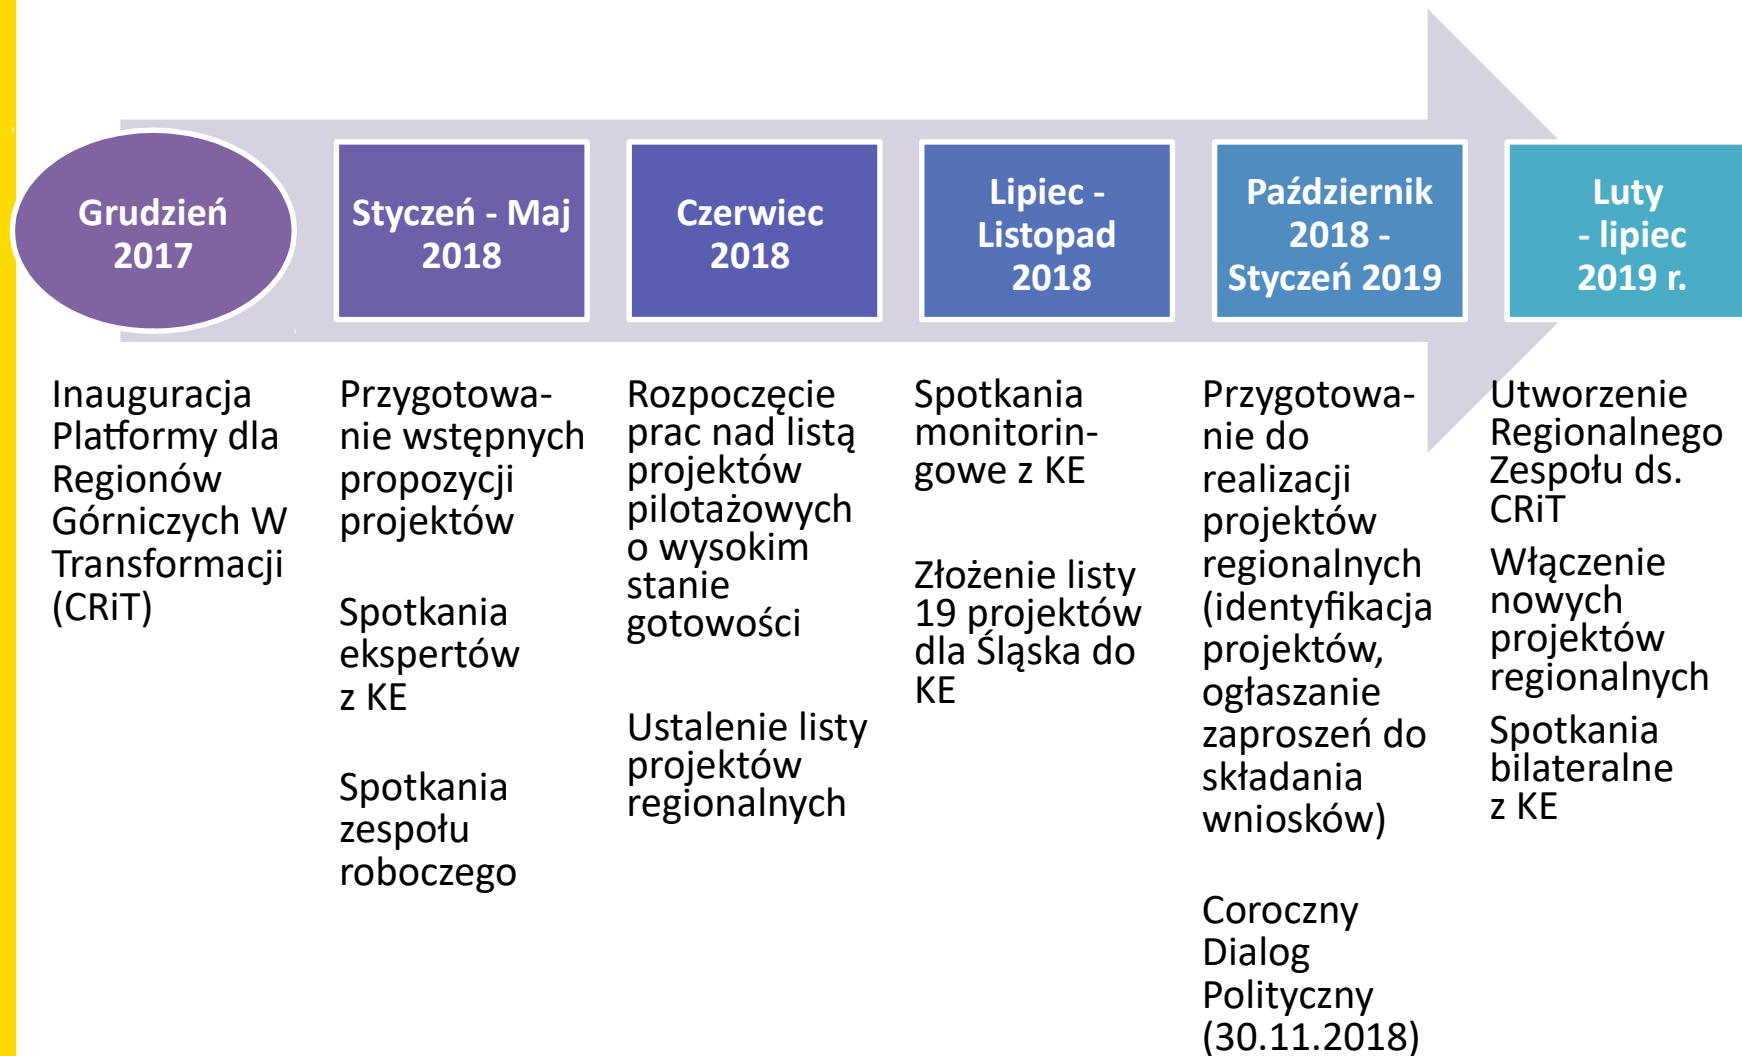 Grudzień
2017
Styczeń - Maj
2018
Czerwiec
2018
Lipiec -
Listopad
2018
Październik
2018 -
Styczeń 2019
Luty
- lipiec
2019 r.
Inauguracja
Platformy dla
Regionów
Górniczych W
Transformacji
(CRiT)
Przygotowa-
nie wstępnych
propozycji
projektów
Spotkania
ekspertów
z KE
Spotkania
zespołu
roboczego
Rozpoczęcie
prac nad listą
projektów
pilotażowych
o wysokim
stanie
gotowości
Ustalenie listy
projektów
regionalnych
Spotkania
monitorin-
gowe z KE
Złożenie listy
19 projektów
dla Śląska do
KE
Przygotowa-
nie do
realizacji
projektów
regionalnych
(identyfikacja
projektów,
ogłaszanie
zaproszeń do
składania
wniosków)
Coroczny
Dialog
Polityczny
(30.11.2018)
Utworzenie
Regionalnego
Zespołu ds.
CRiT
Włączenie
nowych
projektów
regionalnych
Spotkania
bilateralne
z KE